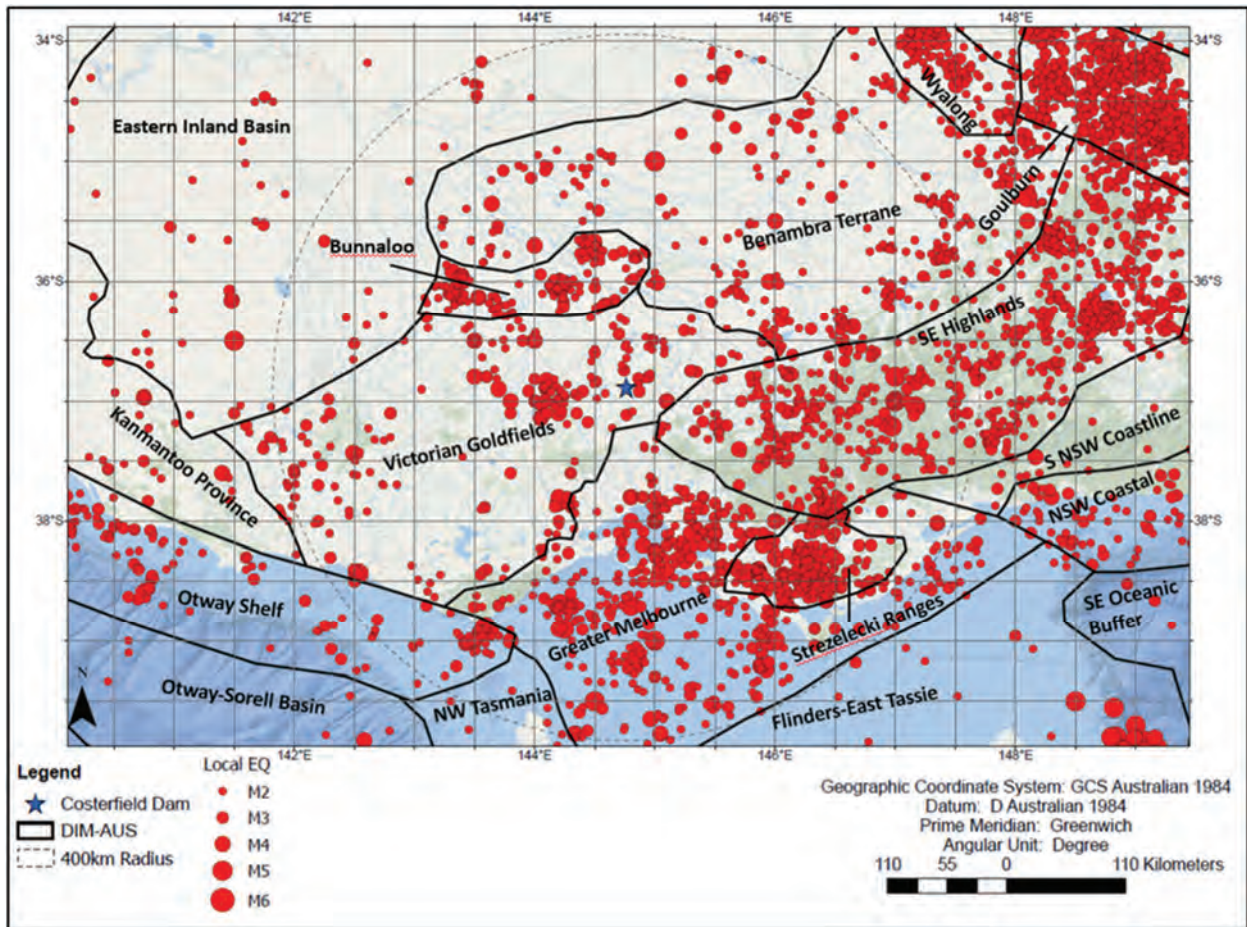 142°E 144°E 146°E 148°E
34°S 34°S
Wyalong
Eastern Inland Basin
Goulburn
Benambra Terrane
Bunnaloo
36°S 36°S
SE Highlands
Kanmantoo Province
Victorian Goldfields
S NSW Coastline
NSW Coastal
38°S 38°S
Otway Shelf
Greater Melbourne
SE Oceanic
Buffer
Strezelecki Ranges
Otway-Sorell Basin
NW Tasmania
Flinders-East Tassie
N
142°E 144°E 146°E 148°E
Legend
Costerfield Dam
DIM-AUS
400km Radius
Local EQ
M2
M3
M4
M5
M6
Geographic Coordinate System: GCS Australian 1984
Datum: D Australian 1984
Prime Meridian: Greenwich
Angular Unit: Degree
110 55 0 110 Kilometers